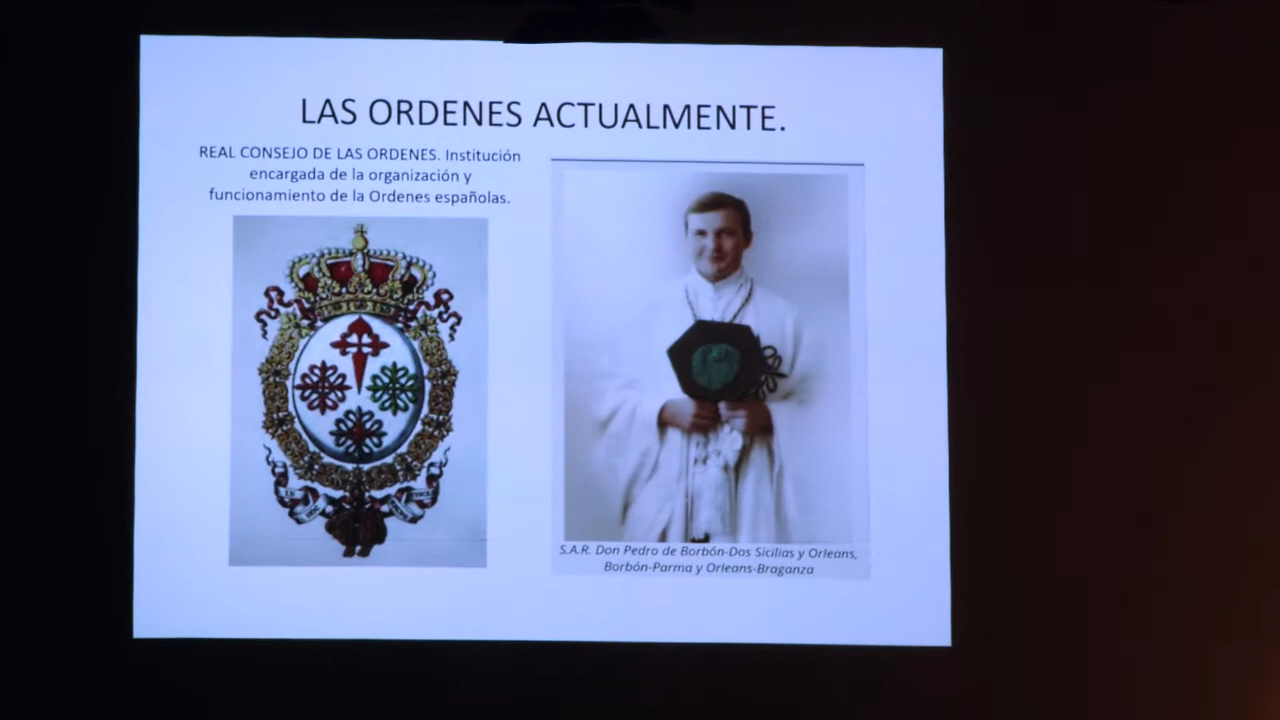 LAS ORDENES ACTUALMENTE.
REAL CONSEJO DE LAS ORDENES. Institución
encargada de la organización y
funcionamiento de la Ordenes españolas.
S.A.R. Don Pedro de Borbón-Dos Sicilias y Orleans,
Borbón-Parma y Orleans-Braganza